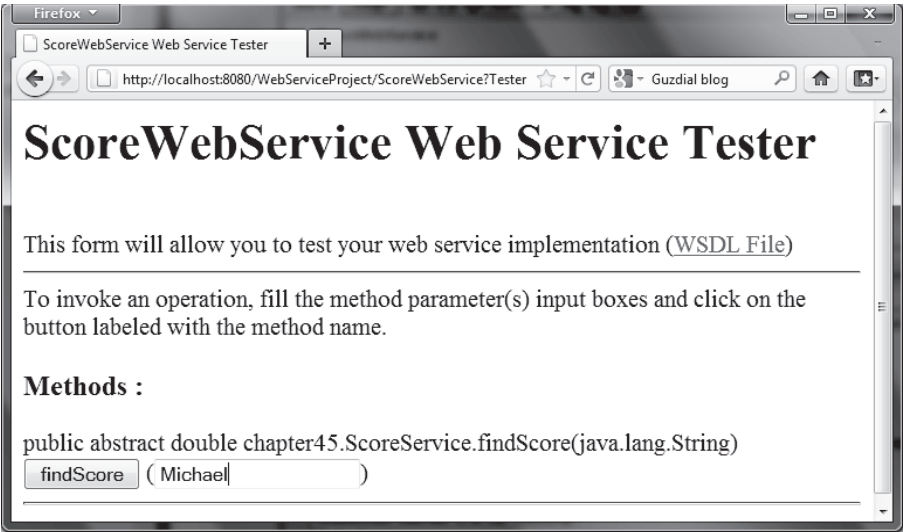 Firefox
ScoreWebService Web Service Tester
http://localhost:8080/WebServiceProject/ScoreWebService?Tester
Guzdial blog
ScoreWebService Web Service Tester
This form will allow you to test your web service implementation (WSDL File)
To invoke an operation, fill the method parameter(s) input boxes and click on the
button labeled with the method name.
Methods :
public abstract double chapter45.ScoreService.findScore(java.lang.String)
findScore (Michael)